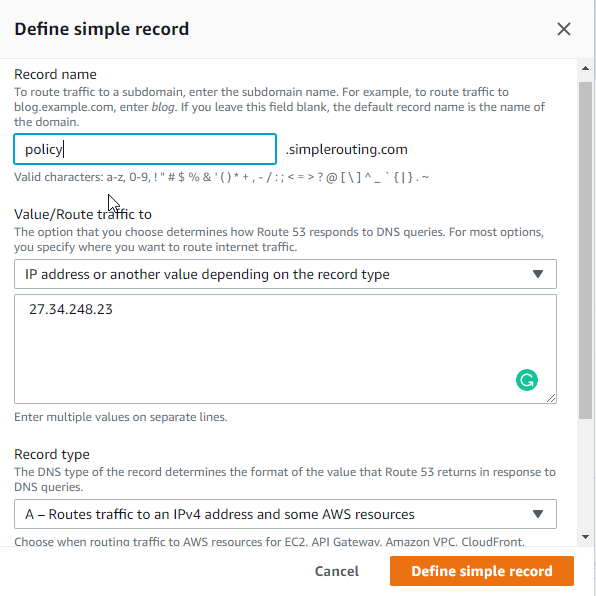 Define simple record
Record name
To route traffic to a subdomain, enter the subdomain name. For example, to route traffic to
blog.example.com, enter blog. If you leave this field blank, the default record name is the name of
the domain.
policy .simplerouting.com
Valid characters: a-z, 0-9, ! " # $ % & ' ( ) * + , - / : ; < = > ? @ [ \ ] ^ _ ` { | } . ~
Value/Route traffic to
The option that you choose determines how Route 53 responds to DNS queries. For most options,
you specify where you want to route internet traffic.
IP address or another value depending on the record type
27.34.248.23
Enter multiple values on separate lines.
Record type
The DNS type of the record determines the format of the value that Route 53 returns in response to
DNS queries.
A – Routes traffic to an IPv4 address and some AWS resources
Choose when routing traffic to AWS resources for EC2, API Gateway, Amazon VPC, CloudFront,
Cancel Define simple record